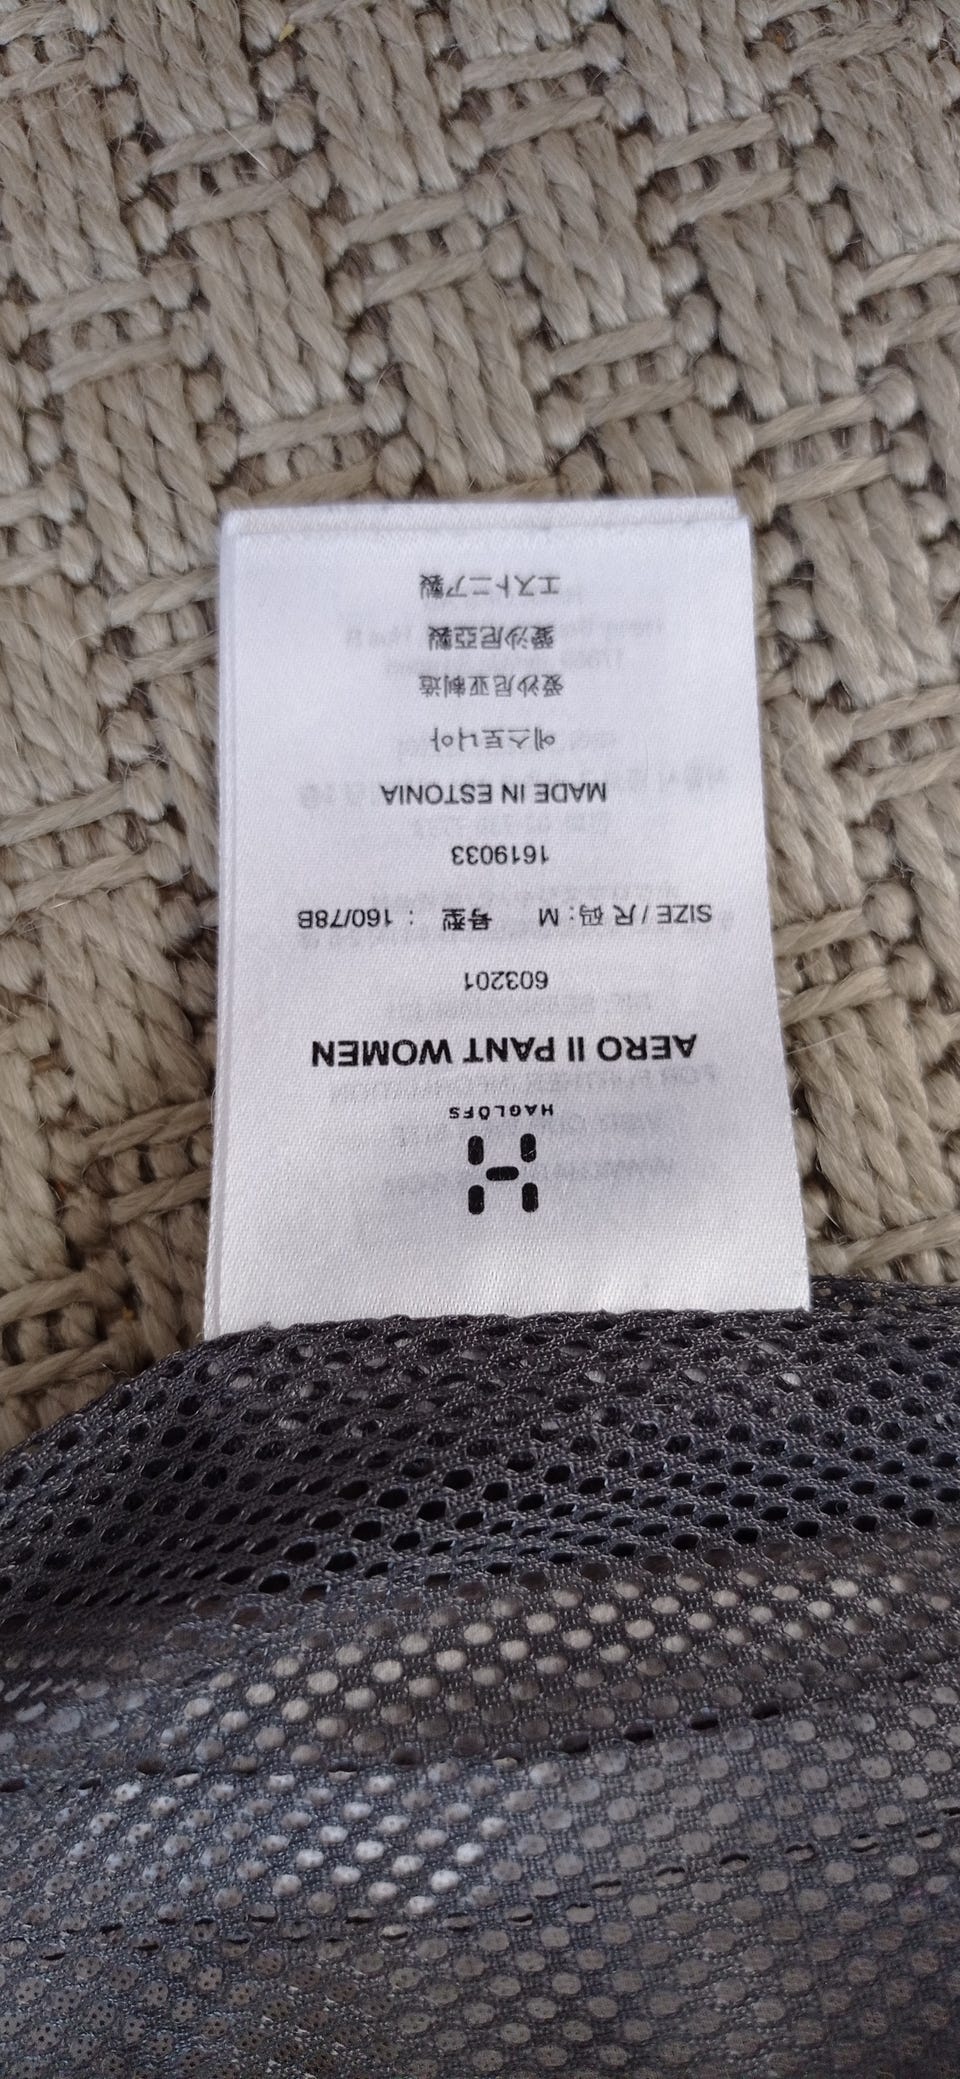 HAGLÖFS
AERO II PANT WOMEN
603201
SIZE / 尺 码: M 号型 : 160/78B
1619033
MADE IN ESTONIA
에스토니아
爱沙尼亚制造
愛沙尼亞製
エストニア製